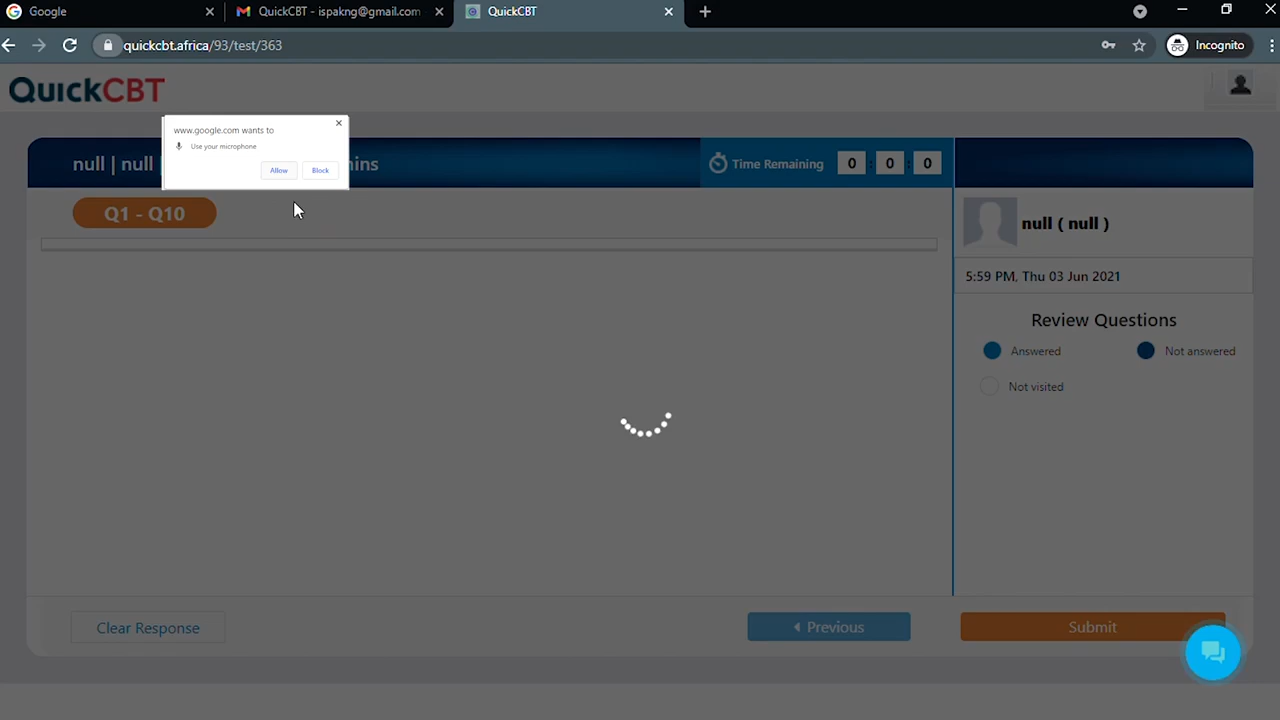 Google
QuickCBT - ispakng@gmail.com
QuickCBT
quickcbt.africa/93/test/363
Incognito
QuickCBT
www.google.com wants to
Use your microphone
Allow
Block
null | null
mins
Time Remaining
0 : 0 : 0
Q1 - Q10
null ( null )
5:59 PM, Thu 03 Jun 2021
Review Questions
Answered
Not answered
Not visited
Clear Response
Previous
Submit